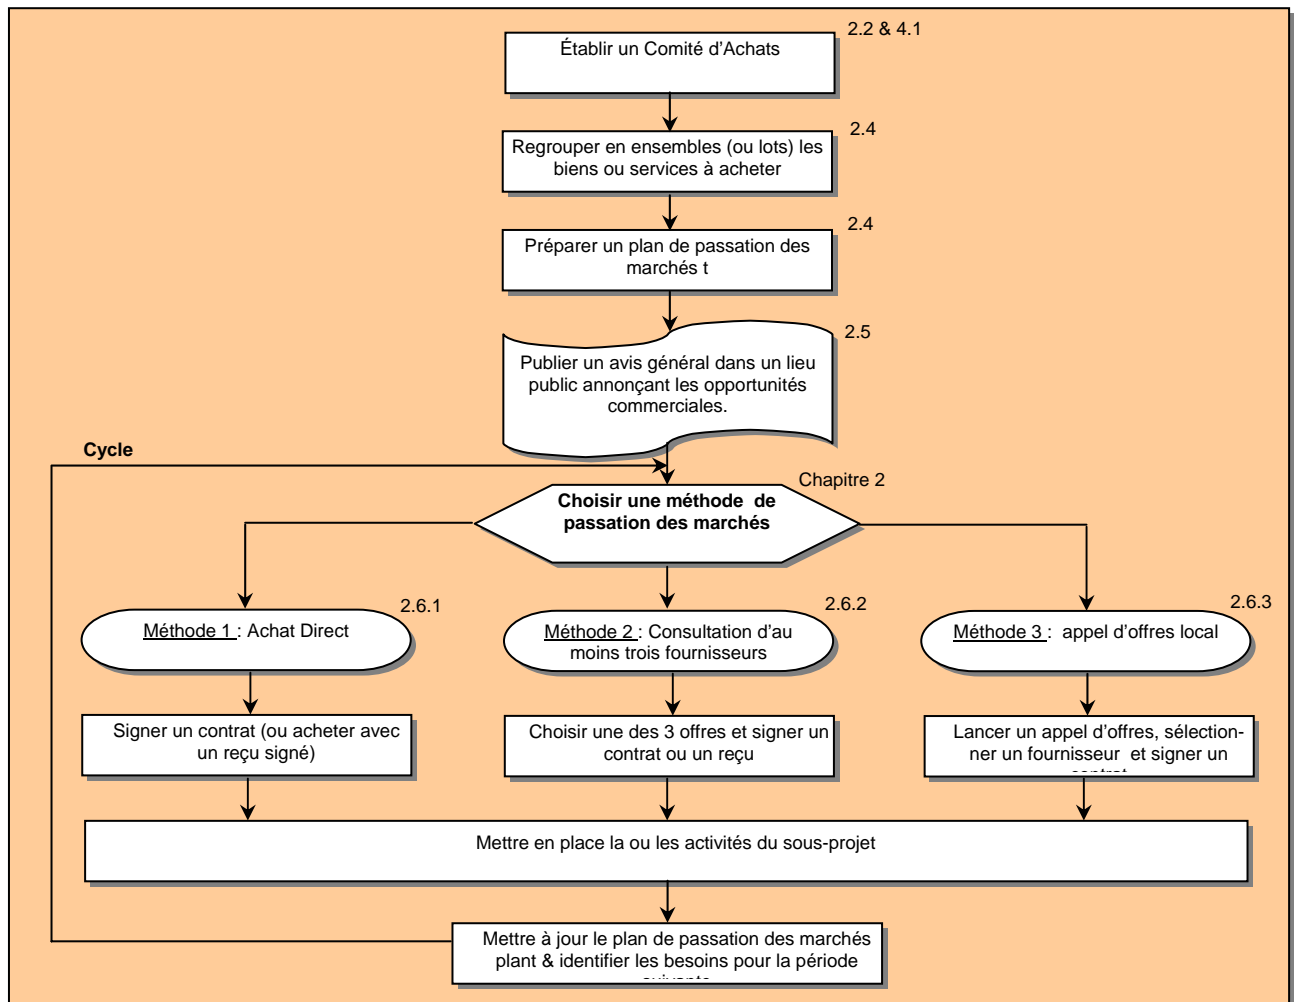 2.2 & 4.1
Établir un Comité d'Achats
2.4
Regrouper en ensembles (ou lots) les
biens ou services à acheter
2.4
Préparer un plan de passation des
marchés t
2.5
Publier un avis général dans un lieu
public annonçant les opportunités
commerciales.
Cycle
Chapitre 2
Choisir une méthode de
passation des marchés
2.6.1
Méthode 1 : Achat Direct
2.6.2
Méthode 2 : Consultation d'au
moins trois fournisseurs
2.6.3
Méthode 3 : appel d'offres local
Signer un contrat (ou acheter avec
un reçu signé)
Choisir une des 3 offres et signer un
contrat ou un reçu
Lancer un appel d'offres, sélection-
ner un fournisseur et signer un
Mettre en place la ou les activités du sous-projet
Mettre à jour le plan de passation des marchés
plant & identifier les besoins pour la période